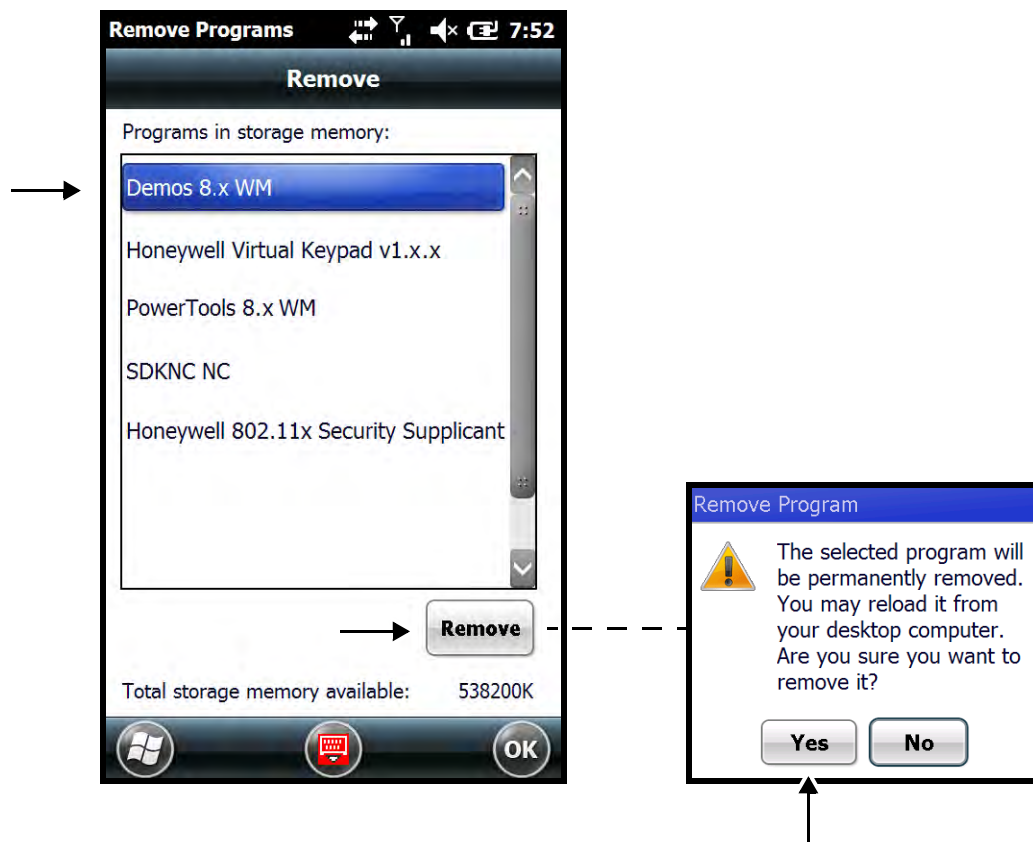 Remove Programs 7:52
Remove
Programs in storage memory:
Demos 8.x WM
Honeywell Virtual Keypad v1.x.x
PowerTools 8.x WM
SDKNC NC
Honeywell 802.11x Security Supplicant
Remove
Total storage memory available: 538200K
OK
Remove Program
The selected program will
be permanently removed.
You may reload it from
your desktop computer.
Are you sure you want to
remove it?
Yes No